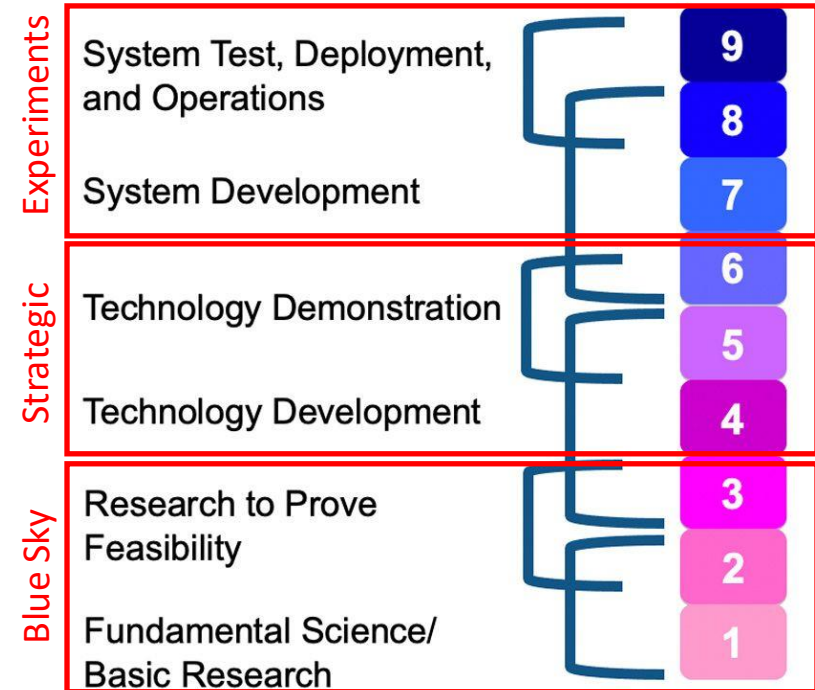 Experiments
System Test, Deployment,
and Operations
System Development
9
8
7
Strategic
Technology Demonstration
Technology Development
6
5
4
Blue Sky
Research to Prove
Feasibility
Fundamental Science/
Basic Research
3
2
1